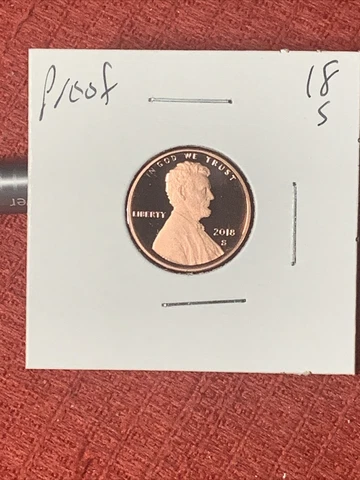 Proof 18
S
IN GOD WE TRUST
LIBERTY 2018
S